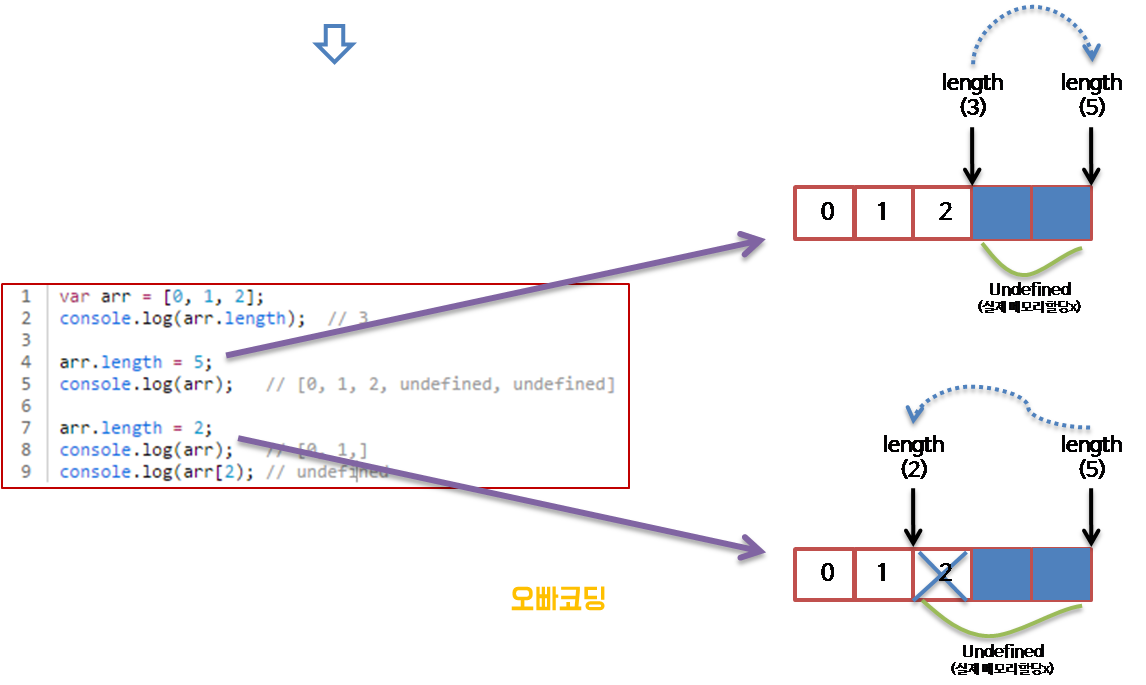 length
(3)
length
(5)
0 1 2
Undefined
(실제 메모리할당x)
1 var arr = [0, 1, 2];
2 console.log(arr.length); // 3
3
4 arr.length = 5;
5 console.log(arr); // [0, 1, 2, undefined, undefined]
6
7 arr.length = 2;
8 console.log(arr); // [0, 1,]
9 console.log(arr[2); // undefined
length
(2)
length
(5)
0 1 2
Undefined
(실제 메모리할당x)
오빠코딩